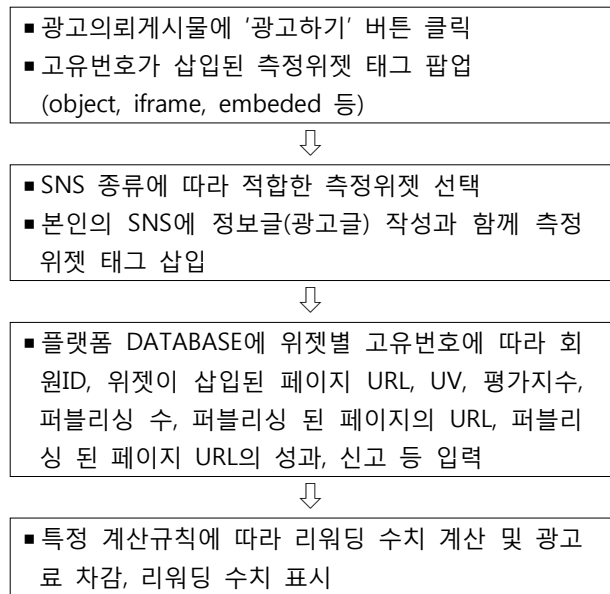 ▪ 광고의뢰게시물에 ‘광고하기’ 버튼 클릭
▪ 고유번호가 삽입된 측정위젯 태그 팝업
(object, iframe, embeded 등)
▪ SNS 종류에 따라 적합한 측정위젯 선택
▪ 본인의 SNS에 정보글(광고글) 작성과 함께 측정
위젯 태그 삽입
▪ 플랫폼 DATABASE에 위젯별 고유번호에 따라 회
원ID, 위젯이 삽입된 페이지 URL, UV, 평가지수,
퍼블리싱 수, 퍼블리싱 된 페이지의 URL, 퍼블리
싱 된 페이지 URL의 성과, 신고 등 입력
▪ 특정 계산규칙에 따라 리워딩 수치 계산 및 광고
료 차감, 리워딩 수치 표시